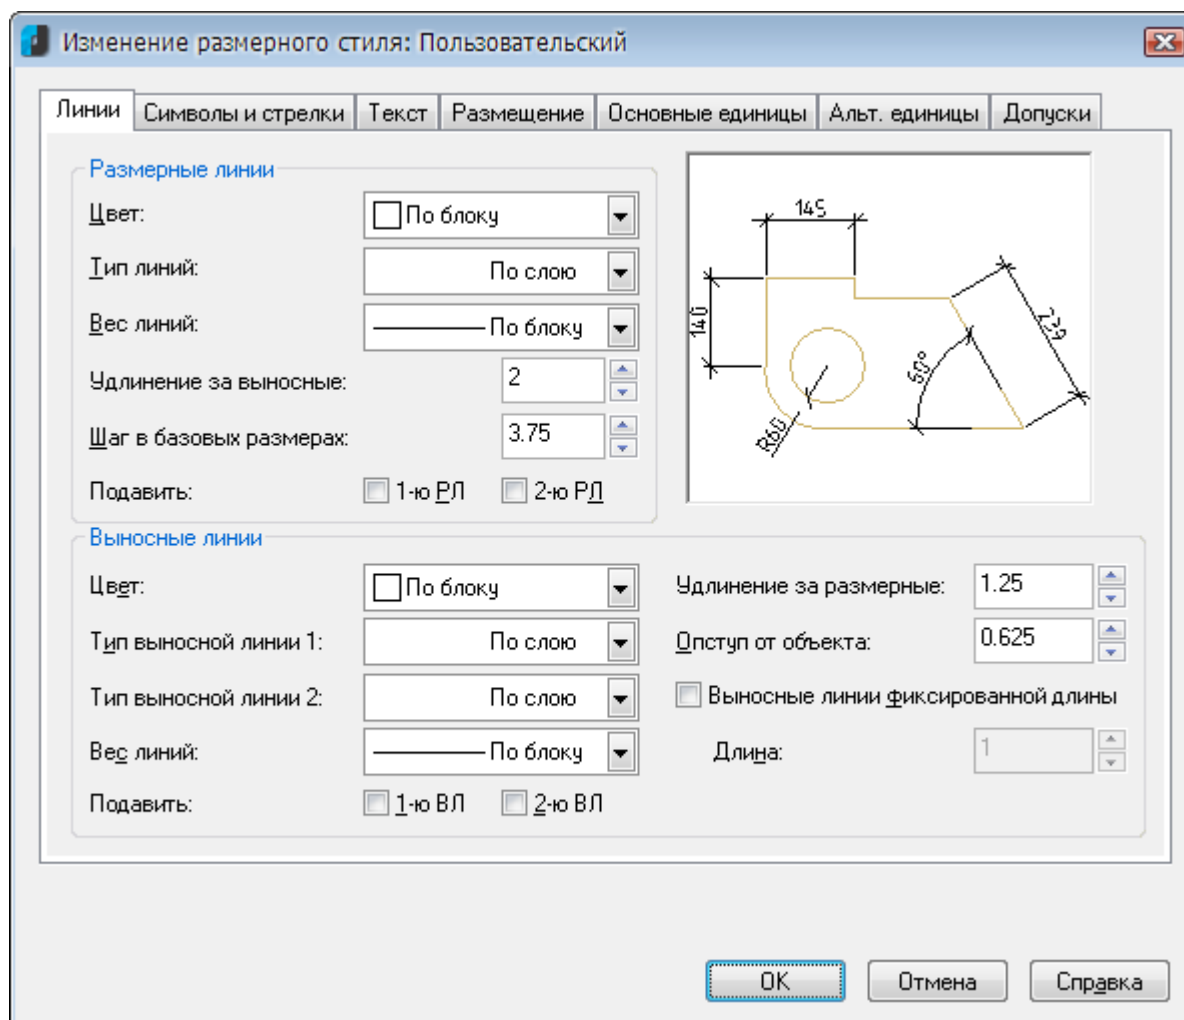 Изменение размерного стиля: Пользовательский
Линии Символы и стрелки Текст Размещение Основные единицы Альт. единицы Допуски
Размерные линии
Цвет: По блоку
Тип линий: По слою
Вес линий: По блоку
Удлинение за выносные: 2
Шаг в базовых размерах: 3.75
Подавить: 1-ю РЛ 2-ю РЛ
145
140
239
60°
R60
Выносные линии
Цвет: По блоку
Тип выносной линии 1: По слою
Тип выносной линии 2: По слою
Вес линий: По блоку
Подавить: 1-ю ВЛ 2-ю ВЛ
Удлинение за размерные: 1.25
Опступ от объекта: 0.625
Выносные линии фиксированной длины
Длина: 1
ОК Отмена Справка